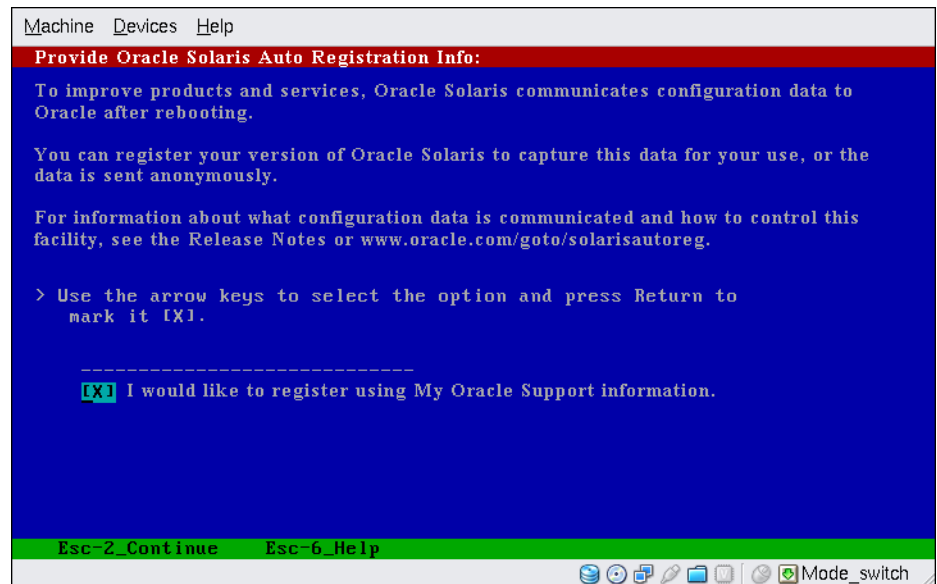 Machine Devices Help
Provide Oracle Solaris Auto Registration Info:
To improve products and services, Oracle Solaris communicates configuration data to
Oracle after rebooting.
You can register your version of Oracle Solaris to capture this data for your use, or the
data is sent anonymously.
For information about what configuration data is communicated and how to control this
facility, see the Release Notes or www.oracle.com/goto/solarisautoreg.
> Use the arrow keys to select the option and press Return to
mark it [X].
____________________________
[X] I would like to register using My Oracle Support information.
Esc-2_Continue Esc-6_Help
Mode_switch